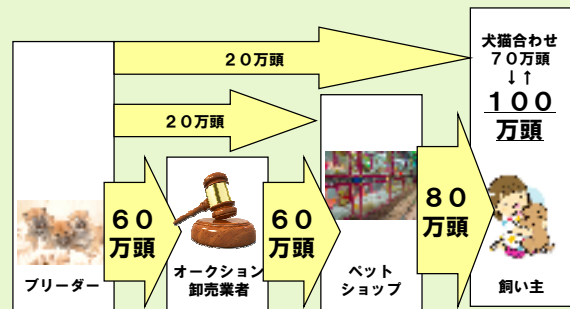 20万頭
犬猫合わせ
70万頭
↓↑
100
万頭
20万頭
60
万頭
60
万頭
80
万頭
ブリーダー
オークション
卸売業者
ペット
ショップ
飼い主